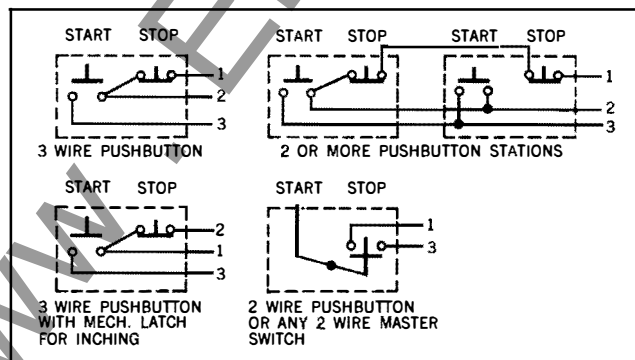 START STOP START STOP
1
2
3
1
2
3
3 WIRE PUSHBUTTON
2 OR MORE PUSHBUTTON STATIONS
START STOP START STOP
2
1
3
1
3
3 WIRE PUSHBUTTON
WITH MECH. LATCH
FOR INCHING
2 WIRE PUSHBUTTON
OR ANY 2 WIRE MASTER
SWITCH